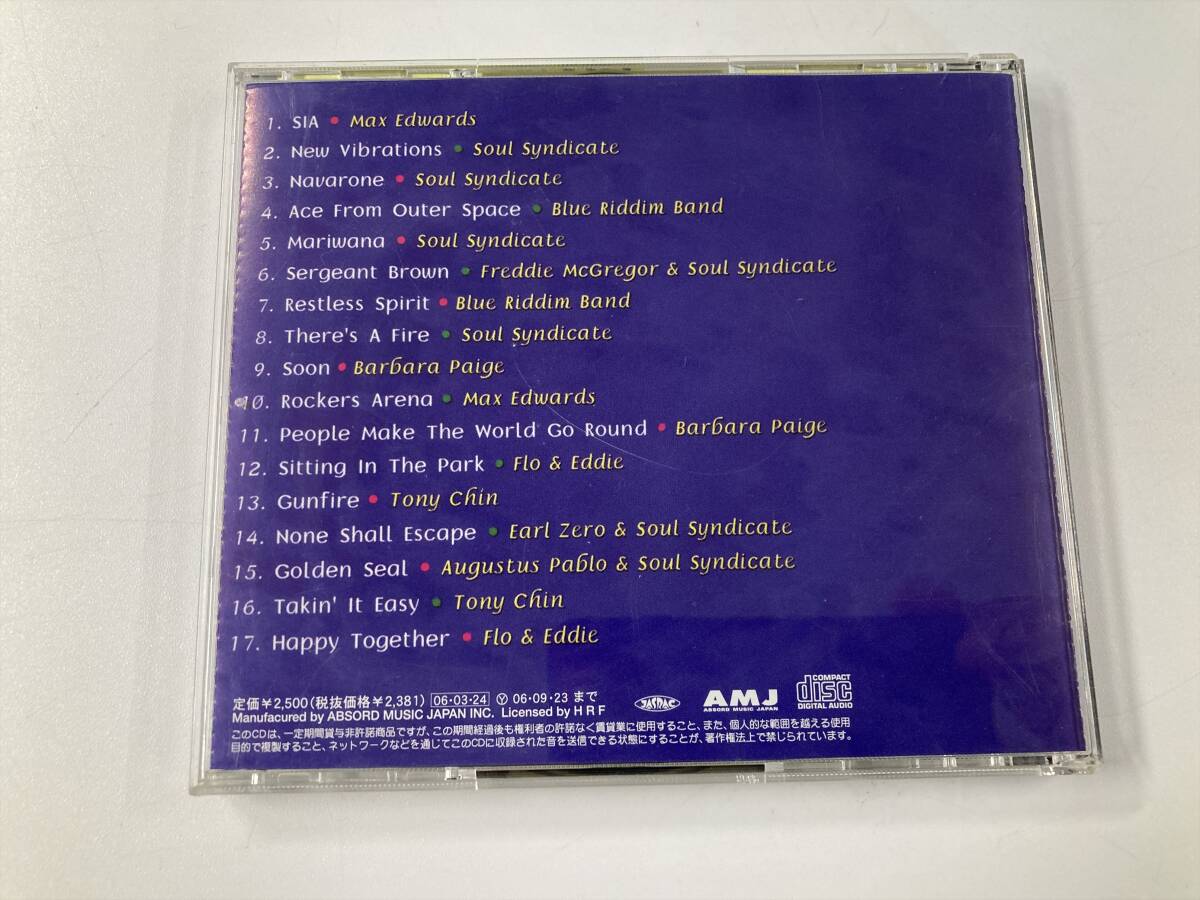 1. SIA • Max Edwards
2. New Vibrations • Soul Syndicate
3. Navarone • Soul Syndicate
4. Ace From Outer Space • Blue Riddim Band
5. Mariwana • Soul Syndicate
6. Sergeant Brown • Freddie McGregor & Soul Syndicate
7. Restless Spirit • Blue Riddim Band
8. There's A Fire • Soul Syndicate
9. Soon • Barbara Paige
10. Rockers Arena • Max Edwards
11. People Make The World Go Round • Barbara Paige
12. Sitting In The Park • Flo & Eddie
13. Gunfire • Tony Chin
14. None Shall Escape • Earl Zero & Soul Syndicate
15. Golden Seal • Augustus Pablo & Soul Syndicate
16. Takin' It Easy • Tony Chin
17. Happy Together • Flo & Eddie
定価¥2,500(税抜価格¥2,381) 06・03・24 Ⓨ 06・09・23 まで
Manufacured by ABSORD MUSIC JAPAN INC. Licensed by H R F
JASRAC
AMJ
ABSORD MUSIC JAPAN
COMPACT
disc
DIGITAL AUDIO
このCDは、一定期間貸与非許諾商品ですが、この期間経過後も権利者の許諾なく賃貸業に使用すること、また、個人的な範囲を越える使用
目的で複製すること、ネットワークなどを通じてこのCDに収録された音を送信できる状態にすることが、著作権法上で禁じられています。